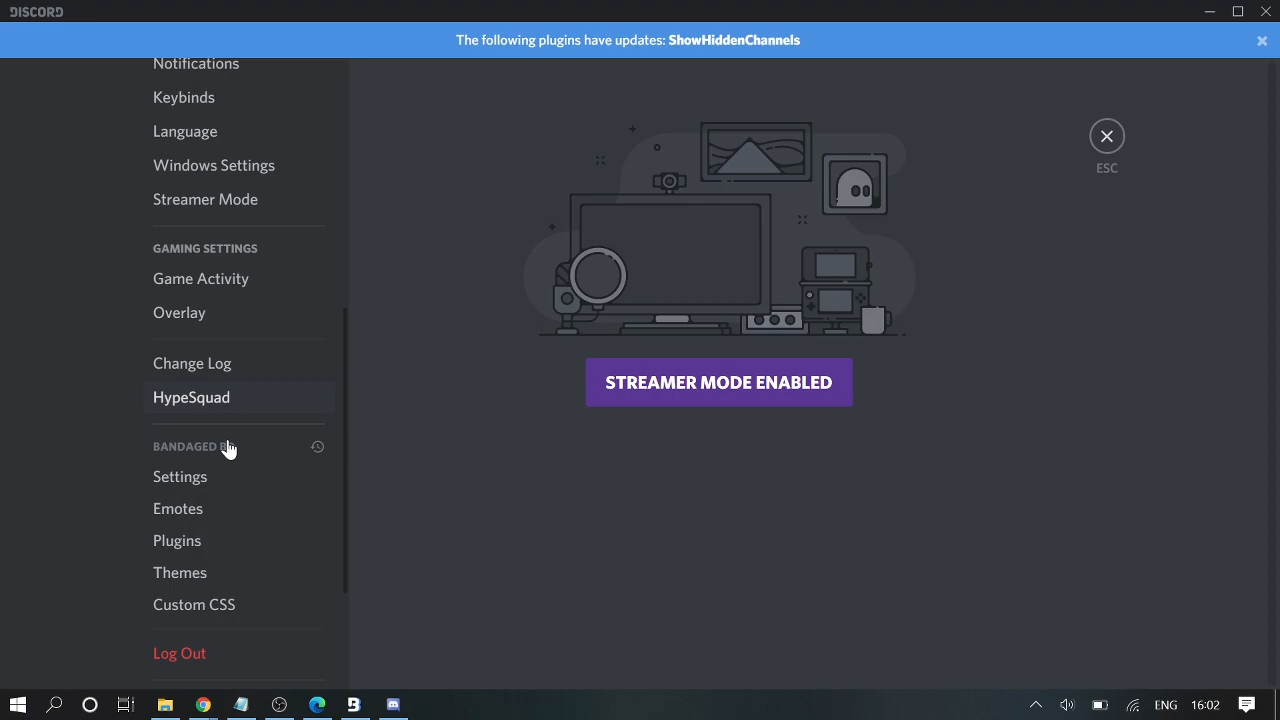 DISCORD
The following plugins have updates: ShowHiddenChannels
Notifications
Keybinds
Language
Windows Settings
Streamer Mode
GAMING SETTINGS
Game Activity
Overlay
Change Log
HypeSquad
BANDAGED
Settings
Emotes
Plugins
Themes
Custom CSS
Log Out
ESC
STREAMER MODE ENABLED
ENG 16:02